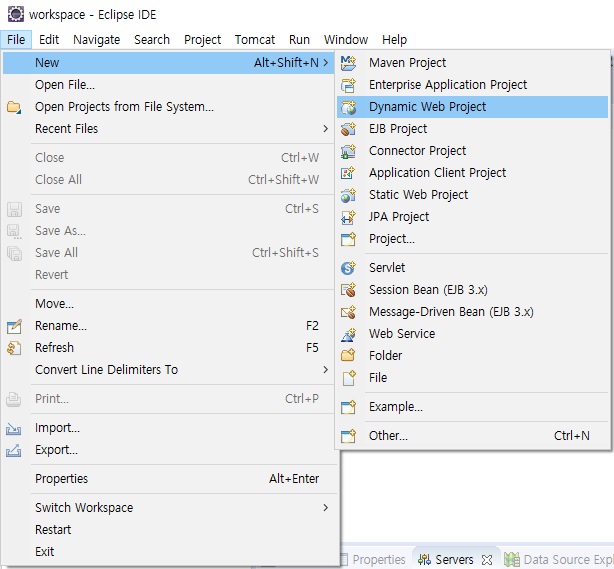 workspace - Eclipse IDE
File Edit Navigate Search Project Tomcat Run Window Help
New Alt+Shift+N >
Open File...
Open Projects from File System...
Recent Files >
Close Ctrl+W
Close All Ctrl+Shift+W
Save Ctrl+S
Save As...
Save All Ctrl+Shift+S
Revert
Move...
Rename... F2
Refresh F5
Convert Line Delimiters To >
Print... Ctrl+P
Import...
Export...
Properties Alt+Enter
Switch Workspace >
Restart
Exit
Maven Project
Enterprise Application Project
Dynamic Web Project
EJB Project
Connector Project
Application Client Project
Static Web Project
JPA Project
Project...
Servlet
Session Bean (EJB 3.x)
Message-Driven Bean (EJB 3.x)
Web Service
Folder
File
Example...
Other... Ctrl+N
Properties Servers Data Source Expl